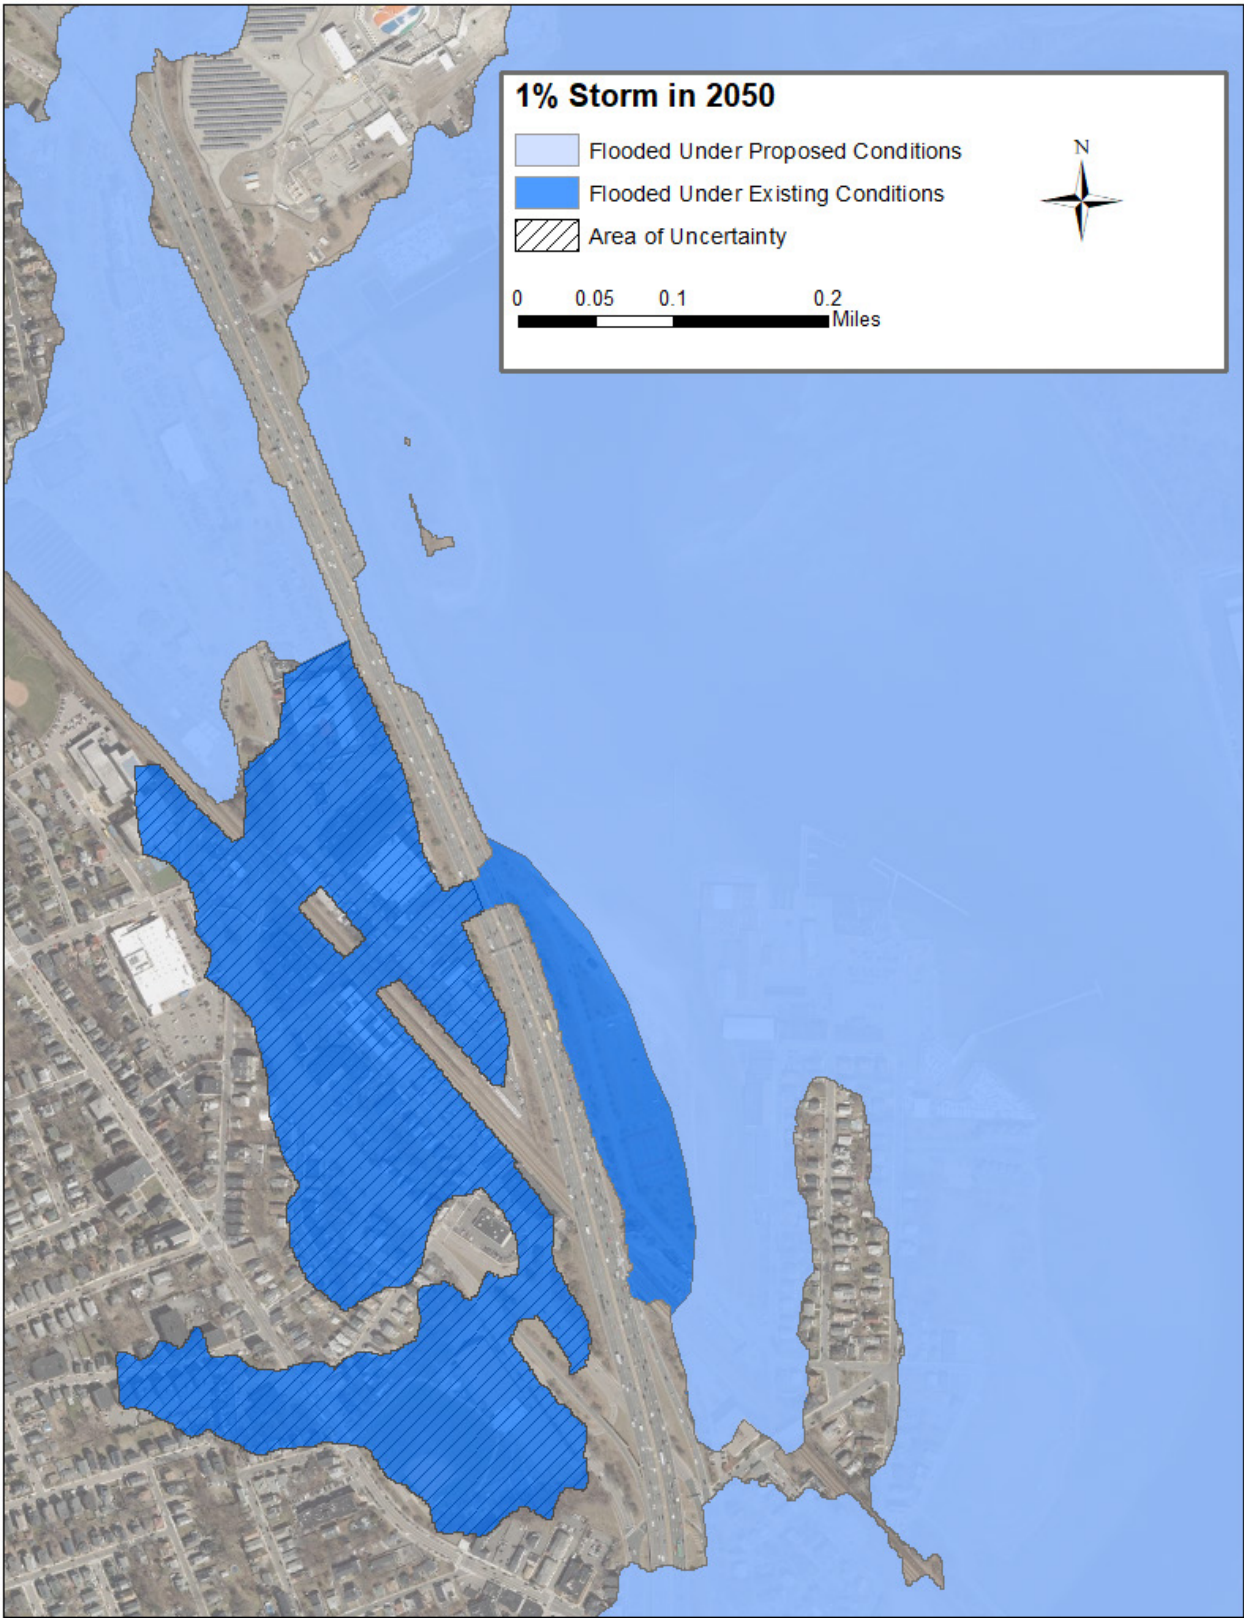 1% Storm in 2050
Flooded Under Proposed Conditions
Flooded Under Existing Conditions
Area of Uncertainty
N
0 0.05 0.1 0.2
Miles